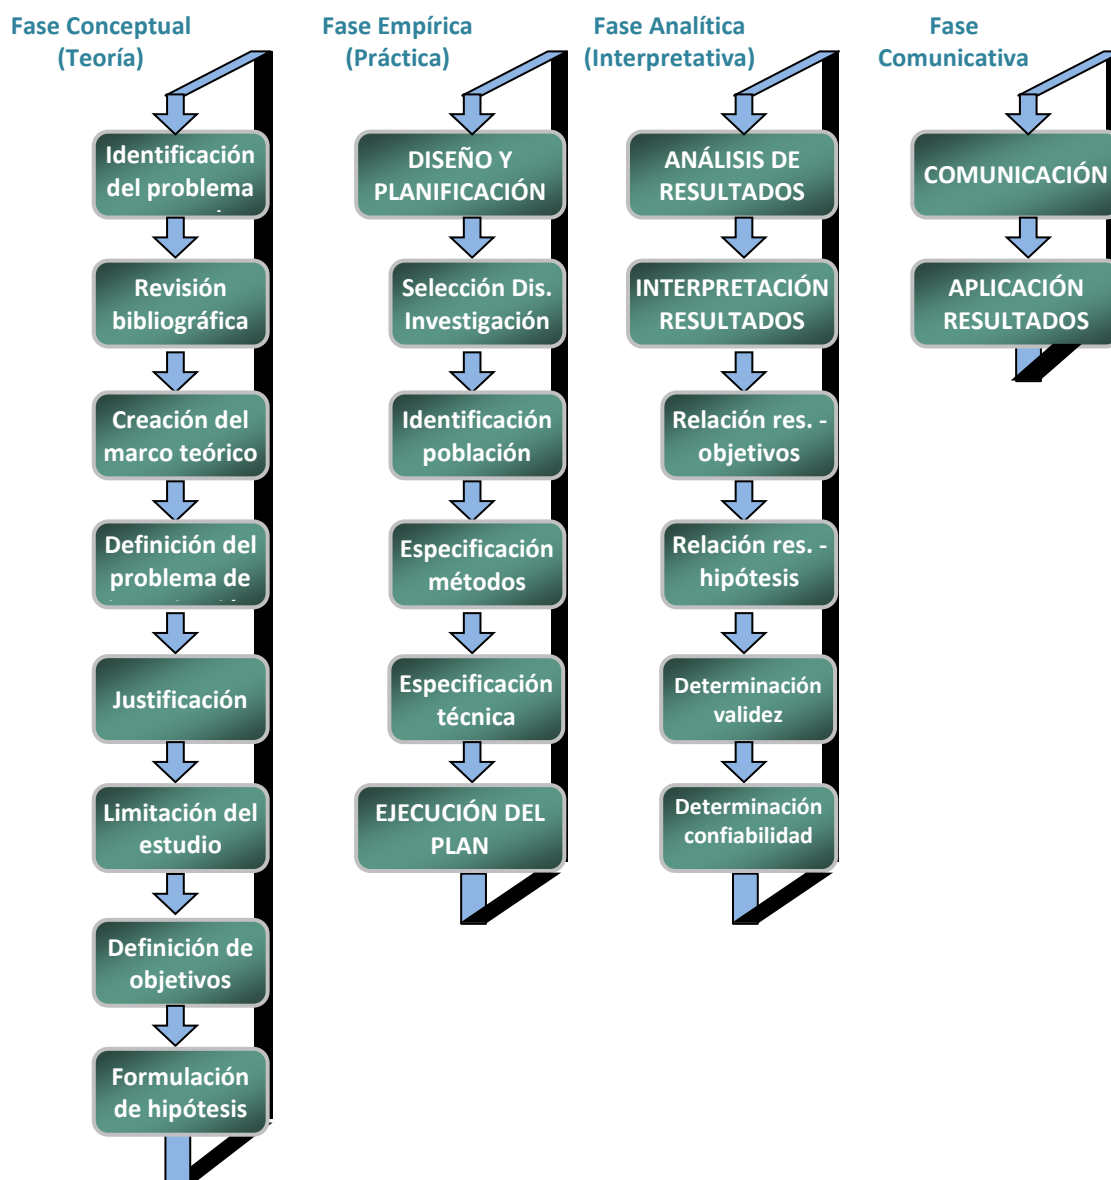 Fase Conceptual
(Teoría)
Identificación
del problema
Revisión
bibliográfica
Creación del
marco teórico
Definición del
problema de
Justificación
Limitación del
estudio
Definición de
objetivos
Formulación
de hipótesis
Fase Empírica
(Práctica)
DISEÑO Y
PLANIFICACIÓN
Selección Dis.
Investigación
Identificación
población
Especificación
métodos
Especificación
técnica
EJECUCIÓN DEL
PLAN
Fase Analítica
(Interpretativa)
ANÁLISIS DE
RESULTADOS
INTERPRETACIÓN
RESULTADOS
Relación res. -
objetivos
Relación res. -
hipótesis
Determinación
validez
Determinación
confiabilidad
Fase
Comunicativa
COMUNICACIÓN
APLICACIÓN
RESULTADOS